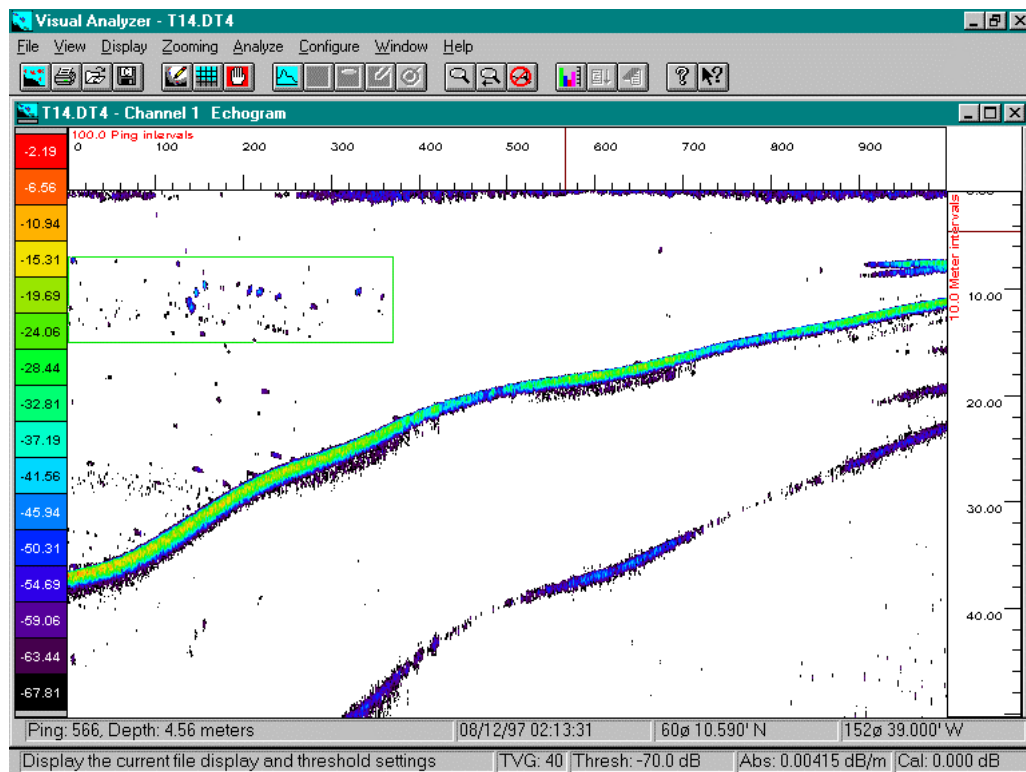 Visual Analyzer - T14.DT4
File View Display Zooming Analyze Configure Window Help
T14.DT4 - Channel 1 Echogram
100.0 Ping intervals
0 100 200 300 400 500 600 700 900
-2.19
-6.56
-10.94
-15.31
-19.69
-24.06
-28.44
-32.81
-37.19
-41.56
-45.94
-50.31
-54.69
-59.06
-63.44
-67.81
10.0 Meter intervals
10.00
20.00
30.00
40.00
Ping: 566, Depth: 4.56 meters 08/12/97 02:13:31 60ø 10.590' N 152ø 39.000' W
Display the current file display and threshold settings TVG: 40 Thresh: -70.0 dB Abs: 0.00415 dB/m Cal: 0.000 dB